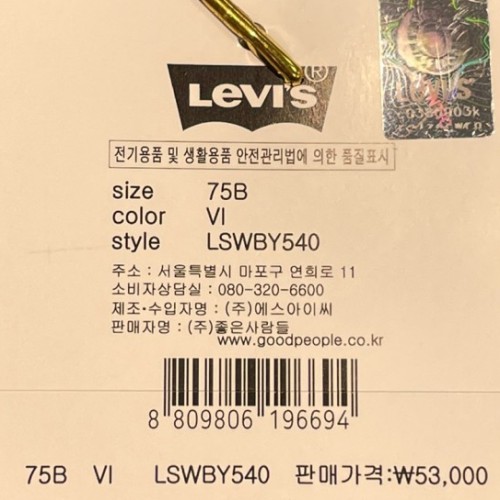 LEVI'S®
LEVI'S
전기용품 및 생활용품 안전관리법에 의한 품질표시
size 75B
color VI
style LSWBY540
주소 : 서울특별시 마포구 연희로 11
소비자상담실 : 080-320-6600
제조·수입자명 : (주)에스아이씨
판매자명 : (주)좋은사람들
www.goodpeople.co.kr
8 809806 196694
75B VI LSWBY540 판매가격:₩53,000